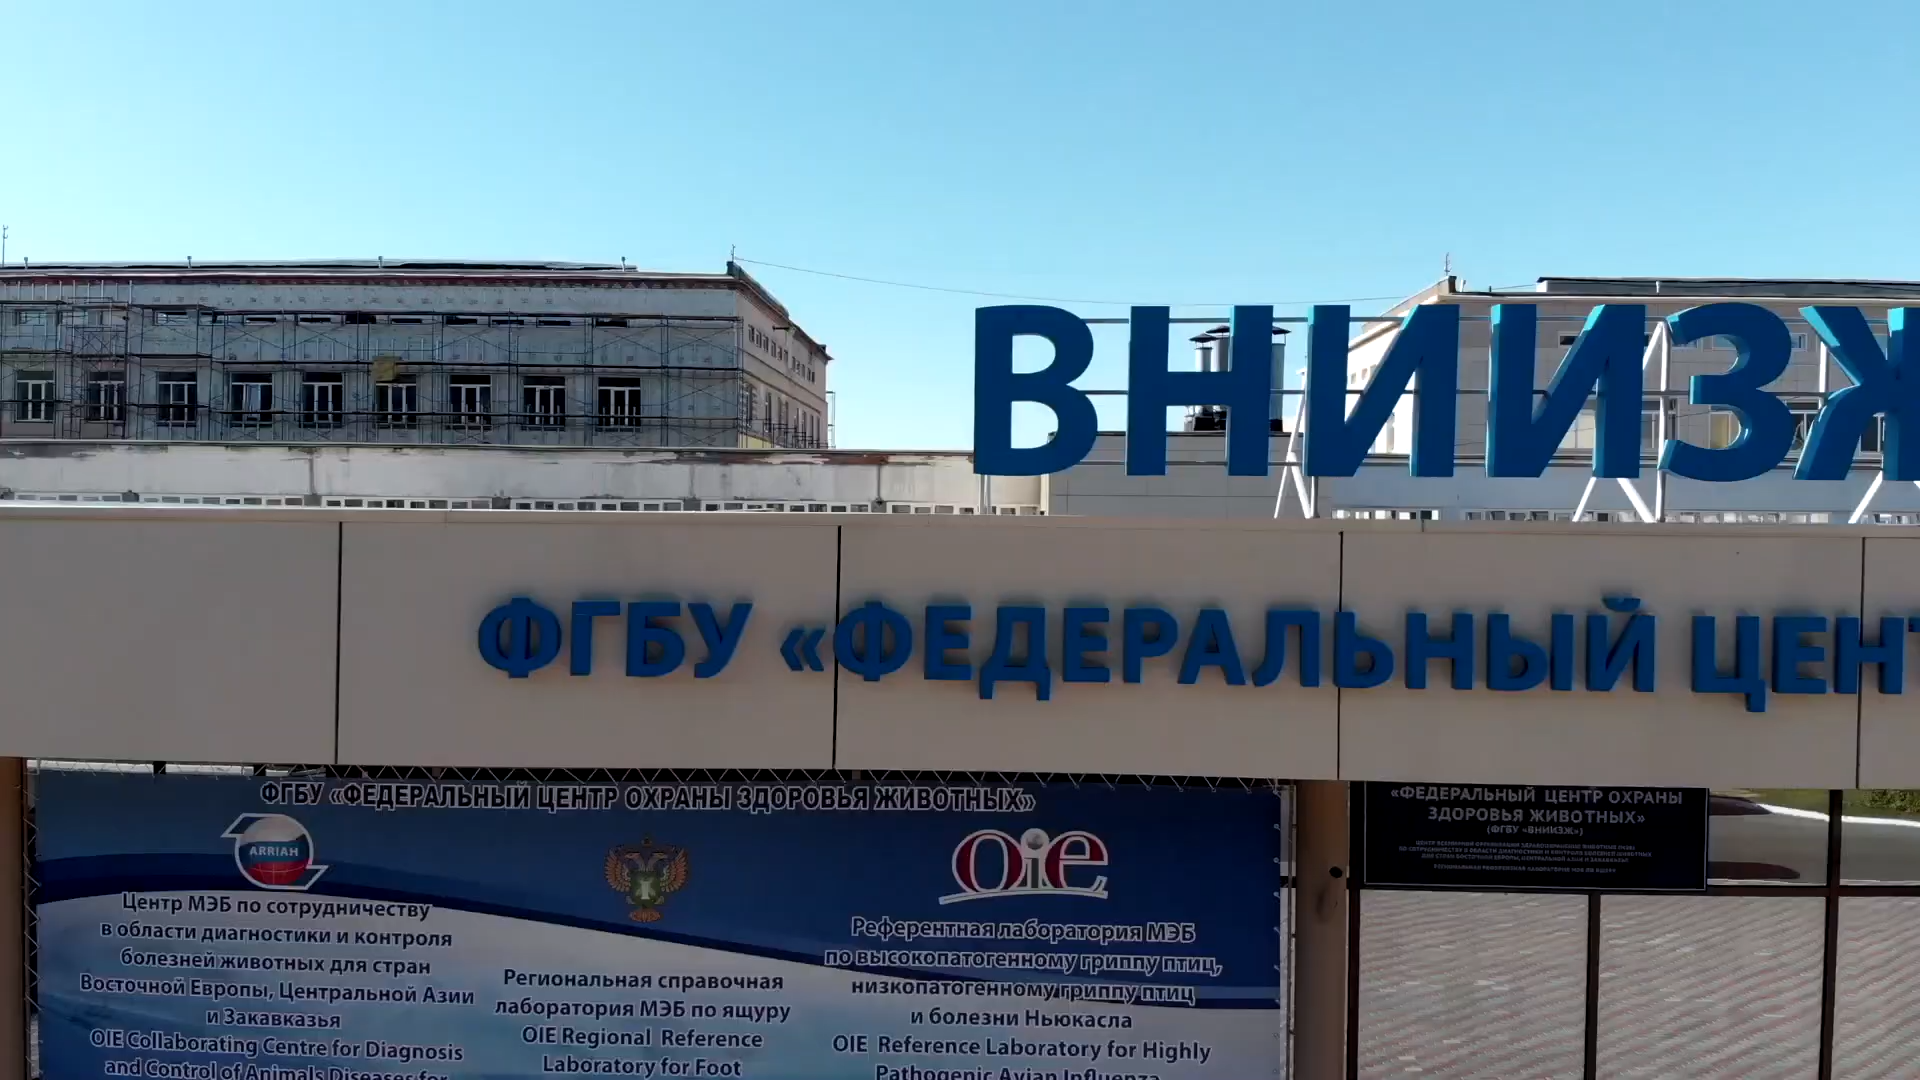 ВНИИЗЖ
ФГБУ «ФЕДЕРАЛЬНЫЙ ЦЕНТ
ФГБУ «ФЕДЕРАЛЬНЫЙ ЦЕНТР ОХРАНЫ ЗДОРОВЬЯ ЖИВОТНЫХ»
ARRIAH
Центр МЭБ по сотрудничеству
в области диагностики и контроля
болезней животных для стран
Восточной Европы, Центральной Азии
и Закавказья
OIE Collaborating Centre for Diagnosis
and Control of Animals Diseases for
Региональная справочная
лаборатория МЭБ по ящуру
OIE Regional Reference
Laboratory for Foot
oie
Референтная лаборатория МЭБ
по высокопатогенному гриппу птиц,
низкопатогенному гриппу птиц
и болезни Ньюкасла
OIE Reference Laboratory for Highly
Pathogenic Avian Influenza
«ФЕДЕРАЛЬНЫЙ ЦЕНТР ОХРАНЫ
ЗДОРОВЬЯ ЖИВОТНЫХ»
(ФГБУ «ВНИИЗЖ»)